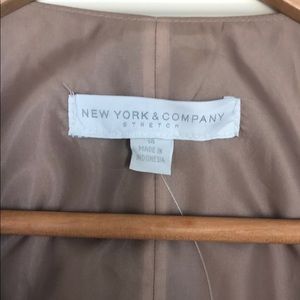 NEW YORK & COMPANY
STRETCH
MADE IN
INDONESIA